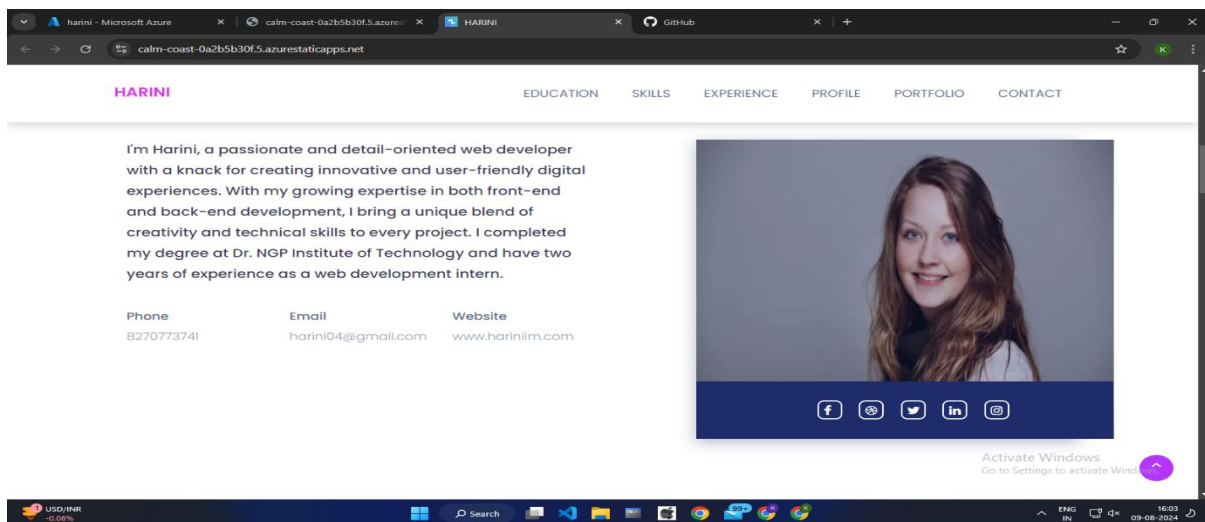 harini - Microsoft Azure
calm-coast-0a2b5b30f.5.azures
HARINI
GitHub
calm-coast-0a2b5b30f.5.azurestaticapps.net
K
HARINI
EDUCATION SKILLS EXPERIENCE PROFILE PORTFOLIO CONTACT
I'm Harini, a passionate and detail-oriented web developer
with a knack for creating innovative and user-friendly digital
experiences. With my growing expertise in both front-end
and back-end development, I bring a unique blend of
creativity and technical skills to every project. I completed
my degree at Dr. NGP Institute of Technology and have two
years of experience as a web development intern.
Phone Email Website
8270773741 harini04@gmail.com www.hariniim.com
f in
Activate Windows
Go to Settings to activate Wind
1 USD/INR
-0.08%
Search
99+
ENG
IN
16:03
09-08-2024